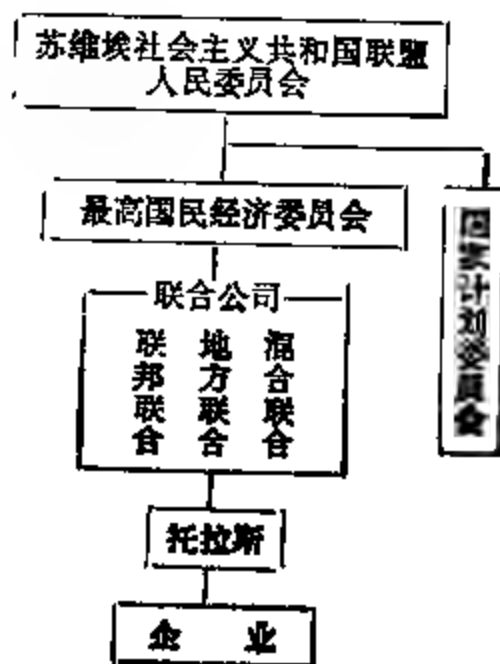 苏维埃社会主义共和国联盟
人民委员会
最高国民经济委员会
国家计划委员会
联合公司
联邦联合
地方联合
混合联合
托拉斯
企业